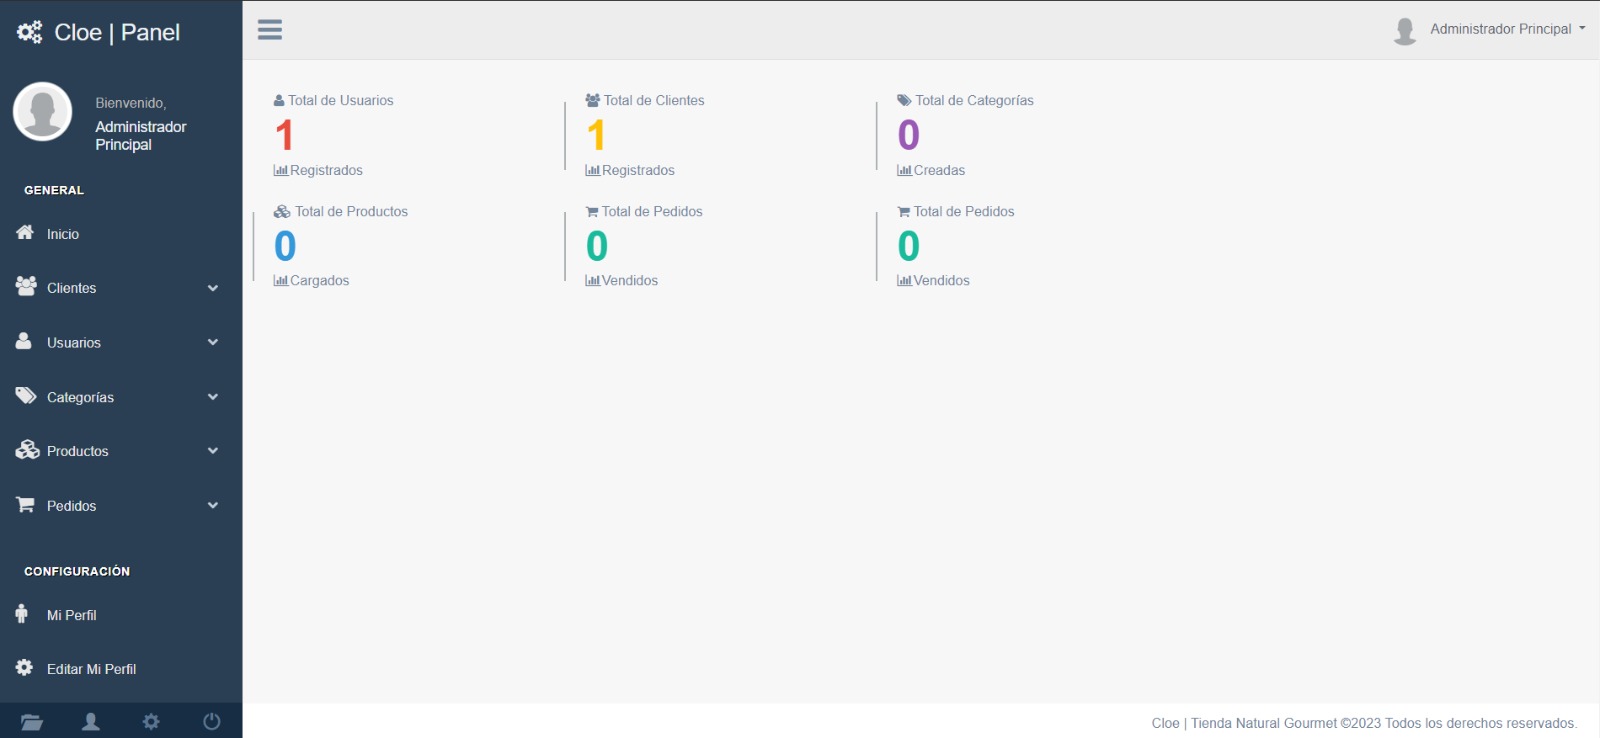 Cloe | Panel
Bienvenido,
Administrador
Principal
GENERAL
Inicio
Clientes
Usuarios
Categorías
Productos
Pedidos
CONFIGURACIÓN
Mi Perfil
Editar Mi Perfil
Administrador Principal
Total de Usuarios
1
Registrados
Total de Clientes
1
Registrados
Total de Categorías
0
Creadas
Total de Productos
0
Cargados
Total de Pedidos
0
Vendidos
Total de Pedidos
0
Vendidos
Cloe | Tienda Natural Gourmet ©2023 Todos los derechos reservados.